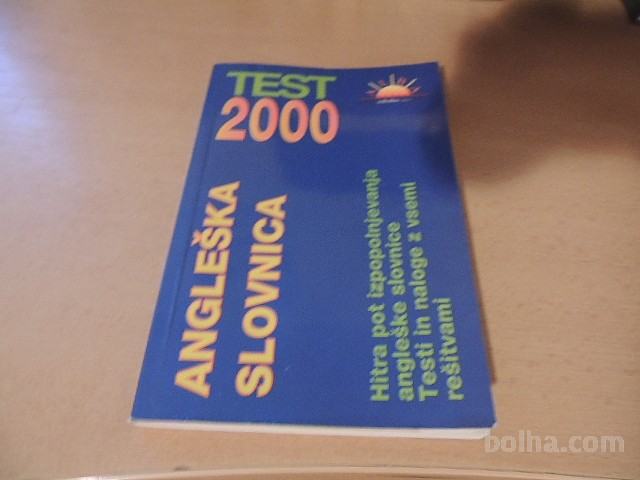 TEST
2000
ANGLEŠKA
SLOVNICA
Hitra pot izpopolnjevanja
angleške slovnice
Testi in naloge z vsemi
rešitvami
bolha.com